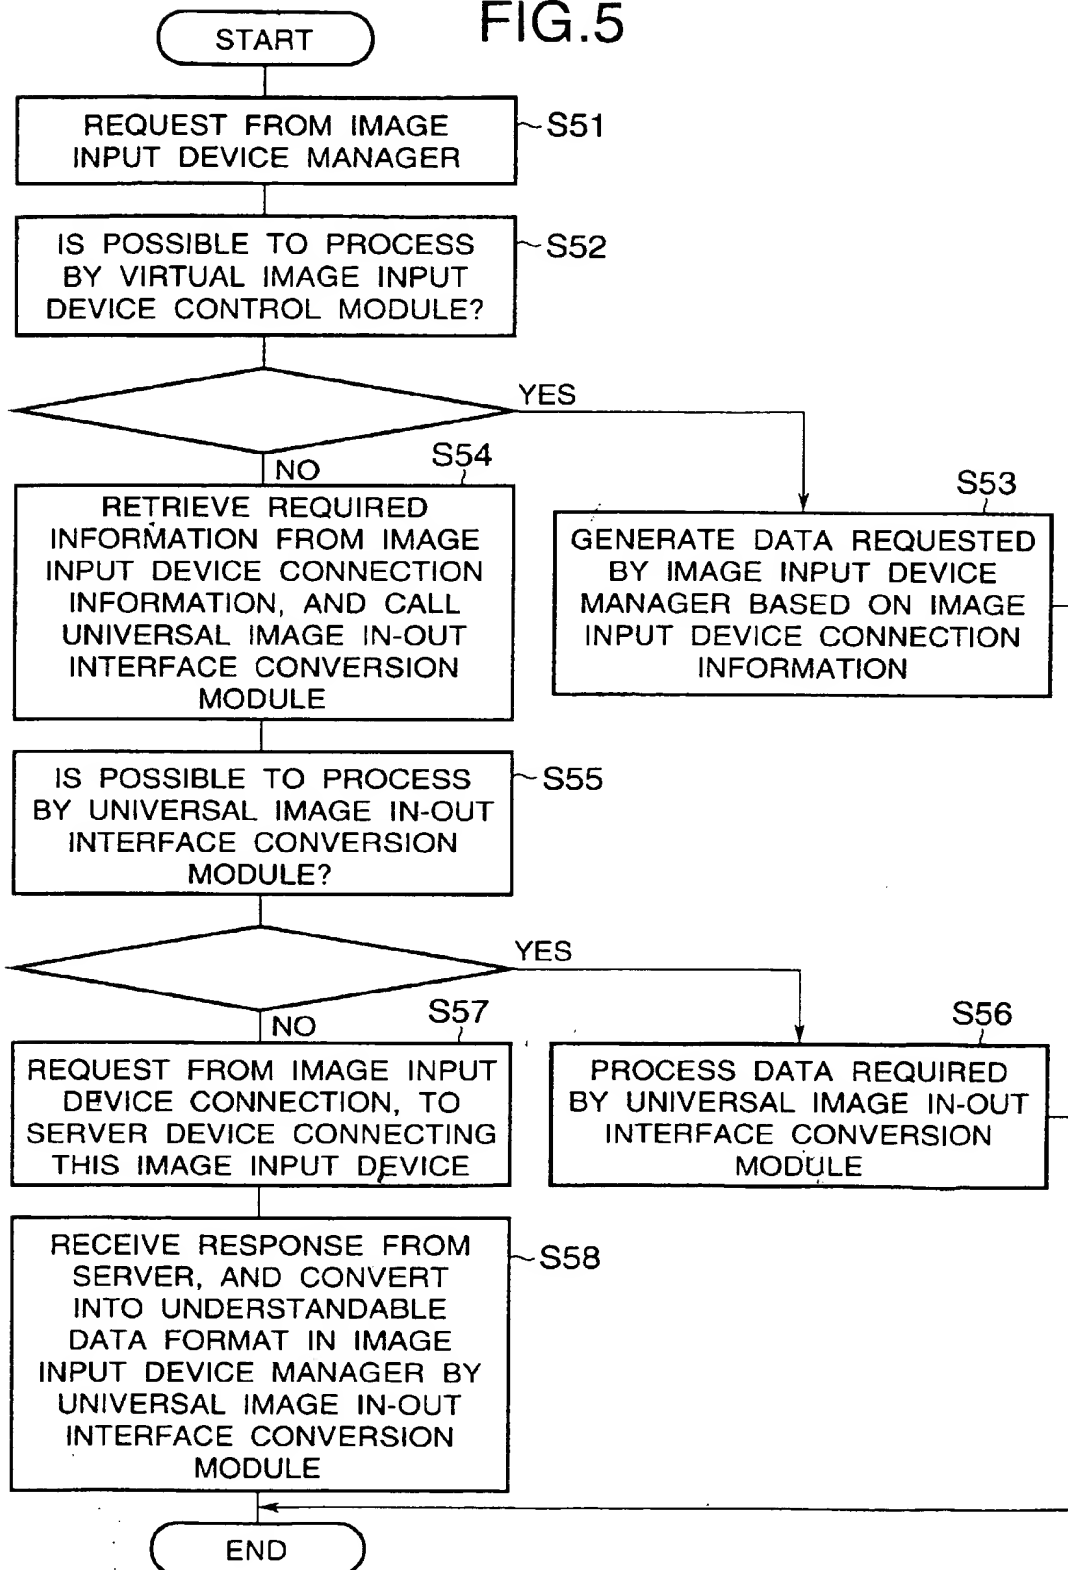 FIG.5
START
REQUEST FROM IMAGE
INPUT DEVICE MANAGER
S51
IS POSSIBLE TO PROCESS
BY VIRTUAL IMAGE INPUT
DEVICE CONTROL MODULE?
S52
YES
NO
S54
RETRIEVE REQUIRED
INFORMATION FROM IMAGE
INPUT DEVICE CONNECTION
INFORMATION, AND CALL
UNIVERSAL IMAGE IN-OUT
INTERFACE CONVERSION
MODULE
S53
GENERATE DATA REQUESTED
BY IMAGE INPUT DEVICE
MANAGER BASED ON IMAGE
INPUT DEVICE CONNECTION
INFORMATION
IS POSSIBLE TO PROCESS
BY UNIVERSAL IMAGE IN-OUT
INTERFACE CONVERSION
MODULE?
S55
YES
NO
S57
REQUEST FROM IMAGE INPUT
DEVICE CONNECTION, TO
SERVER DEVICE CONNECTING
THIS IMAGE INPUT DEVICE
S56
PROCESS DATA REQUIRED
BY UNIVERSAL IMAGE IN-OUT
INTERFACE CONVERSION
MODULE
RECEIVE RESPONSE FROM
SERVER, AND CONVERT
INTO UNDERSTANDABLE
DATA FORMAT IN IMAGE
INPUT DEVICE MANAGER BY
UNIVERSAL IMAGE IN-OUT
INTERFACE CONVERSION
MODULE
S58
END